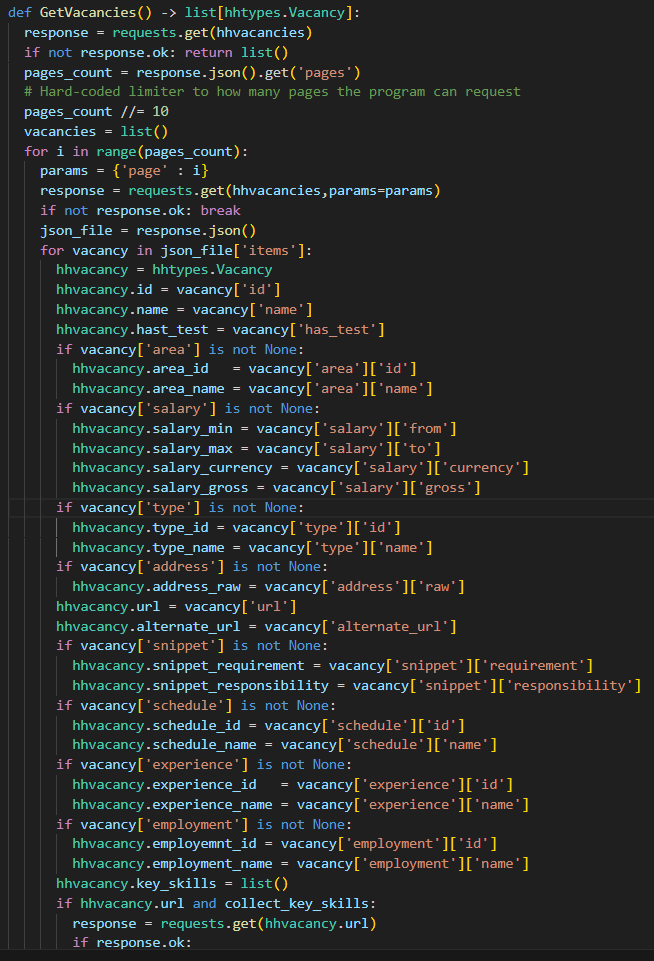 def GetVacancies() -> list[hhtypes.Vacancy]:
  response = requests.get(hhvacancies)
  if not response.ok: return list()
  pages_count = response.json().get('pages')
  # Hard-coded limiter to how many pages the program can request
  pages_count //= 10
  vacancies = list()
  for i in range(pages_count):
    params = {'page' : i}
    response = requests.get(hhvacancies,params=params)
    if not response.ok: break
    json_file = response.json()
    for vacancy in json_file['items']:
      hhvacancy = hhtypes.Vacancy
      hhvacancy.id = vacancy['id']
      hhvacancy.name = vacancy['name']
      hhvacancy.hast_test = vacancy['has_test']
      if vacancy['area'] is not None:
        hhvacancy.area_id   = vacancy['area']['id']
        hhvacancy.area_name = vacancy['area']['name']
      if vacancy['salary'] is not None:
        hhvacancy.salary_min = vacancy['salary']['from']
        hhvacancy.salary_max = vacancy['salary']['to']
        hhvacancy.salary_currency = vacancy['salary']['currency']
        hhvacancy.salary_gross = vacancy['salary']['gross']
      if vacancy['type'] is not None:
        hhvacancy.type_id = vacancy['type']['id']
        hhvacancy.type_name = vacancy['type']['name']
      if vacancy['address'] is not None:
        hhvacancy.address_raw = vacancy['address']['raw']
      hhvacancy.url = vacancy['url']
      hhvacancy.alternate_url = vacancy['alternate_url']
      if vacancy['snippet'] is not None:
        hhvacancy.snippet_requirement = vacancy['snippet']['requirement']
        hhvacancy.snippet_responsibility = vacancy['snippet']['responsibility']
      if vacancy['schedule'] is not None:
        hhvacancy.schedule_id = vacancy['schedule']['id']
        hhvacancy.schedule_name = vacancy['schedule']['name']
      if vacancy['experience'] is not None:
        hhvacancy.experience_id   = vacancy['experience']['id']
        hhvacancy.experience_name = vacancy['experience']['name']
      if vacancy['employment'] is not None:
        hhvacancy.employemnt_id = vacancy['employment']['id']
        hhvacancy.employment_name = vacancy['employment']['name']
      hhvacancy.key_skills = list()
      if hhvacancy.url and collect_key_skills:
        response = requests.get(hhvacancy.url)
        if response.ok: